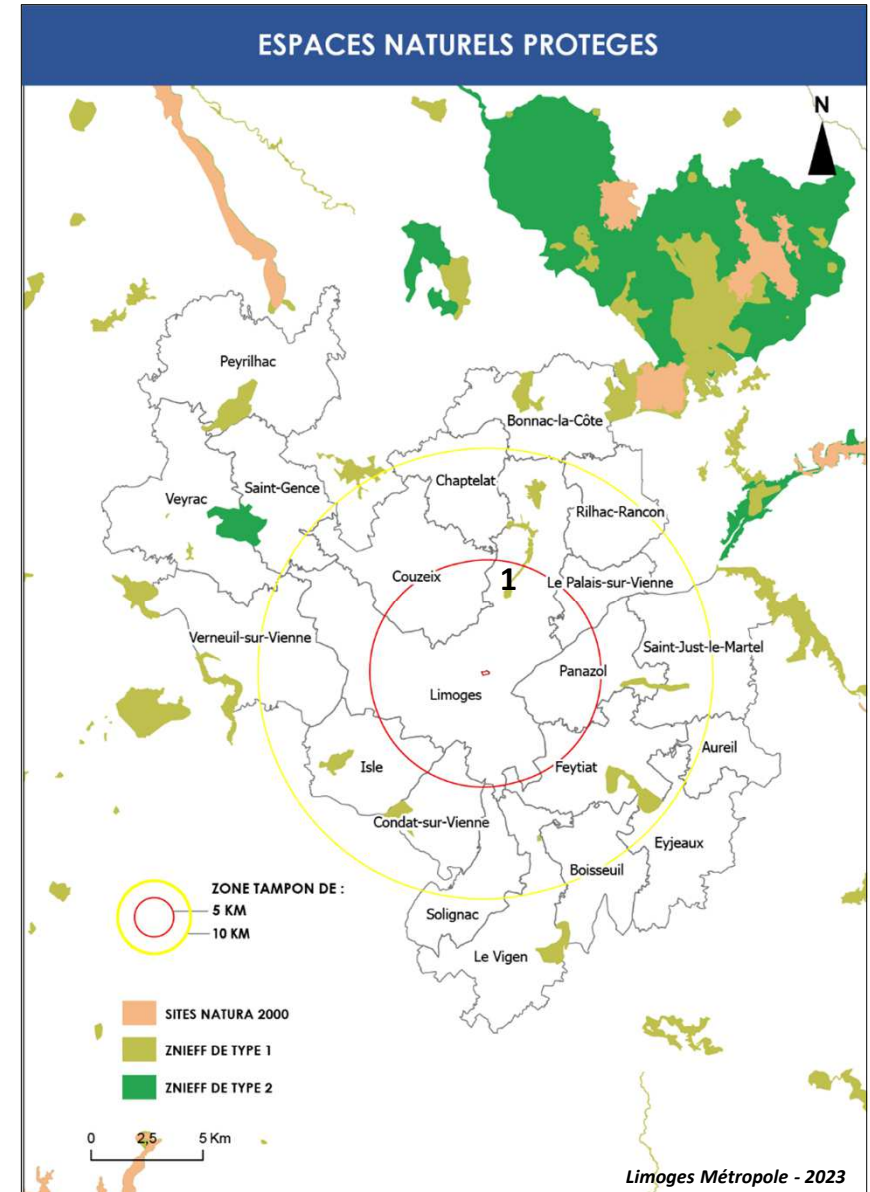 ESPACES NATURELS PROTEGES
N
Peyrilhac
Bonnac-la-Côte
Chaptelat
Saint-Gence
Veyrac
Rilhac-Rancon
Couzeix
1
Le Palais-sur-Vienne
Verneuil-sur-Vienne
Saint-Just-le-Martel
Panazol
Limoges
Aureil
Isle
Feytiat
Condat-sur-Vienne
Eyjeaux
Boisseuil
ZONE TAMPON DE :
5 KM
10 KM
Solignac
Le Vigen
SITES NATURA 2000
ZNIEFF DE TYPE 1
ZNIEFF DE TYPE 2
0 2,5 5 Km
Limoges Métropole - 2023